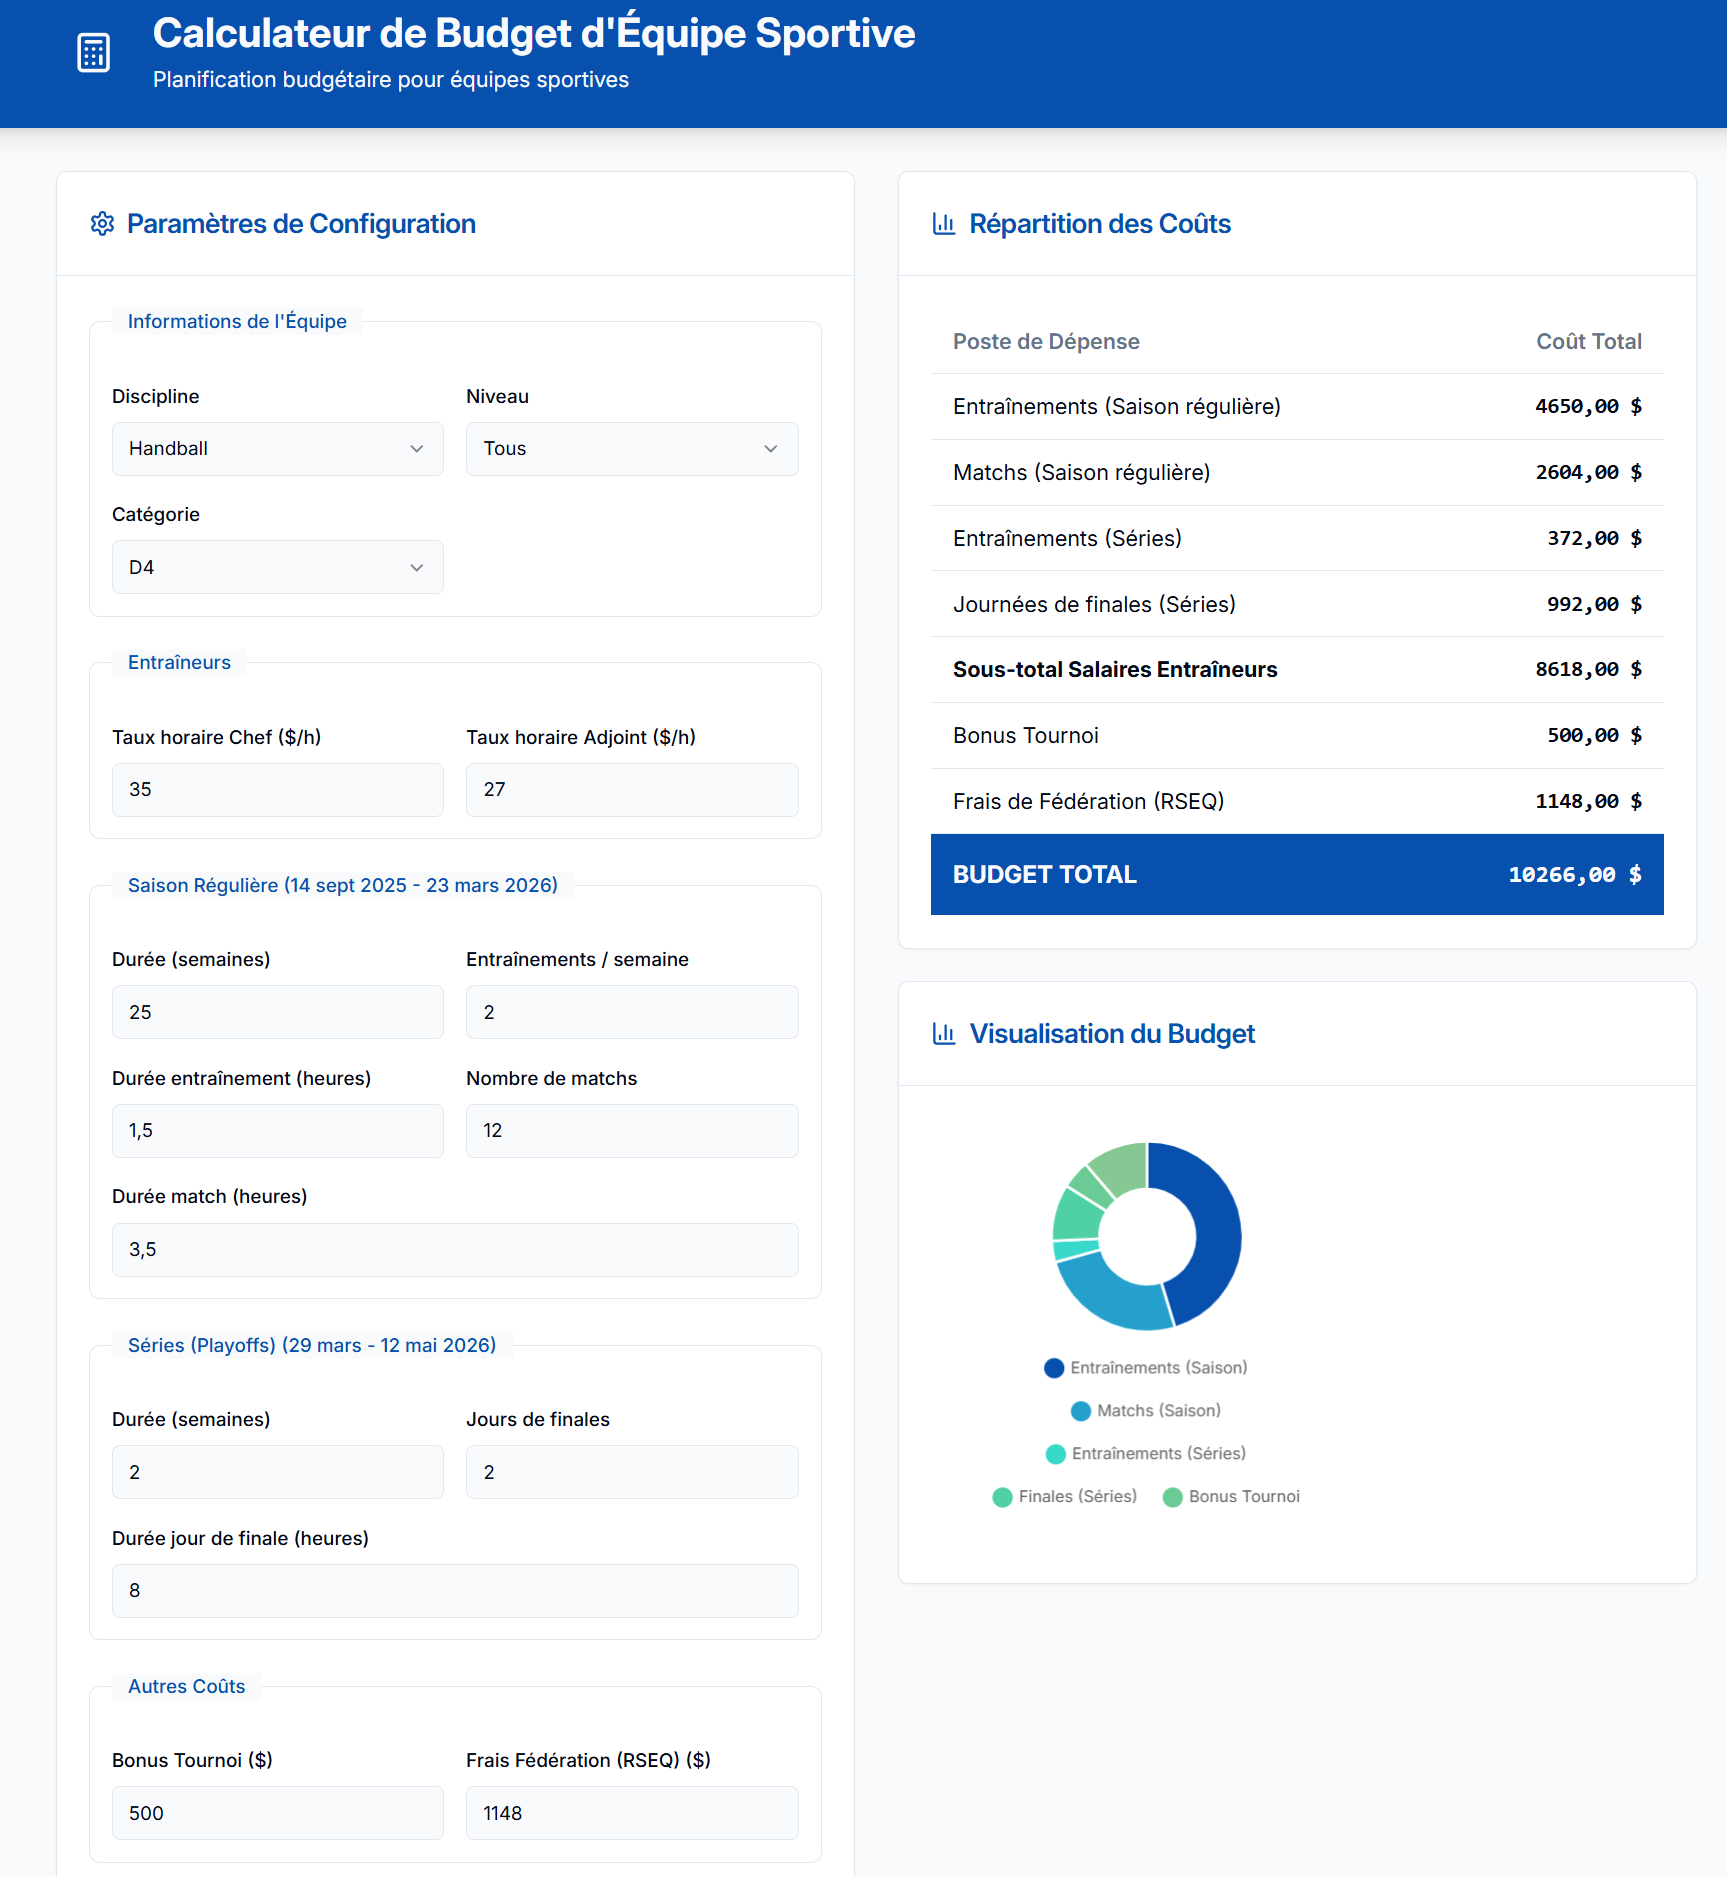 Calculateur de Budget d'Équipe Sportive
Planification budgétaire pour équipes sportives
Paramètres de Configuration
Informations de l'Équipe
Discipline
Niveau
Handball
Tous
Catégorie
D4
Entraîneurs
Taux horaire Chef ($/h)
Taux horaire Adjoint ($/h)
35
27
Saison Régulière (14 sept 2025 - 23 mars 2026)
Durée (semaines)
Entraînements / semaine
25
2
Durée entraînement (heures)
Nombre de matchs
1,5
12
Durée match (heures)
3,5
Séries (Playoffs) (29 mars - 12 mai 2026)
Durée (semaines)
Jours de finales
2
2
Durée jour de finale (heures)
8
Autres Coûts
Bonus Tournoi ($)
Frais Fédération (RSEQ) ($)
500
1148
Répartition des Coûts
Poste de Dépense Coût Total
Entraînements (Saison régulière) 4650,00 $
Matchs (Saison régulière) 2604,00 $
Entraînements (Séries) 372,00 $
Journées de finales (Séries) 992,00 $
Sous-total Salaires Entraîneurs 8618,00 $
Bonus Tournoi 500,00 $
Frais de Fédération (RSEQ) 1148,00 $
BUDGET TOTAL 10266,00 $
Visualisation du Budget
Entraînements (Saison)
Matchs (Saison)
Entraînements (Séries)
Finales (Séries) Bonus Tournoi